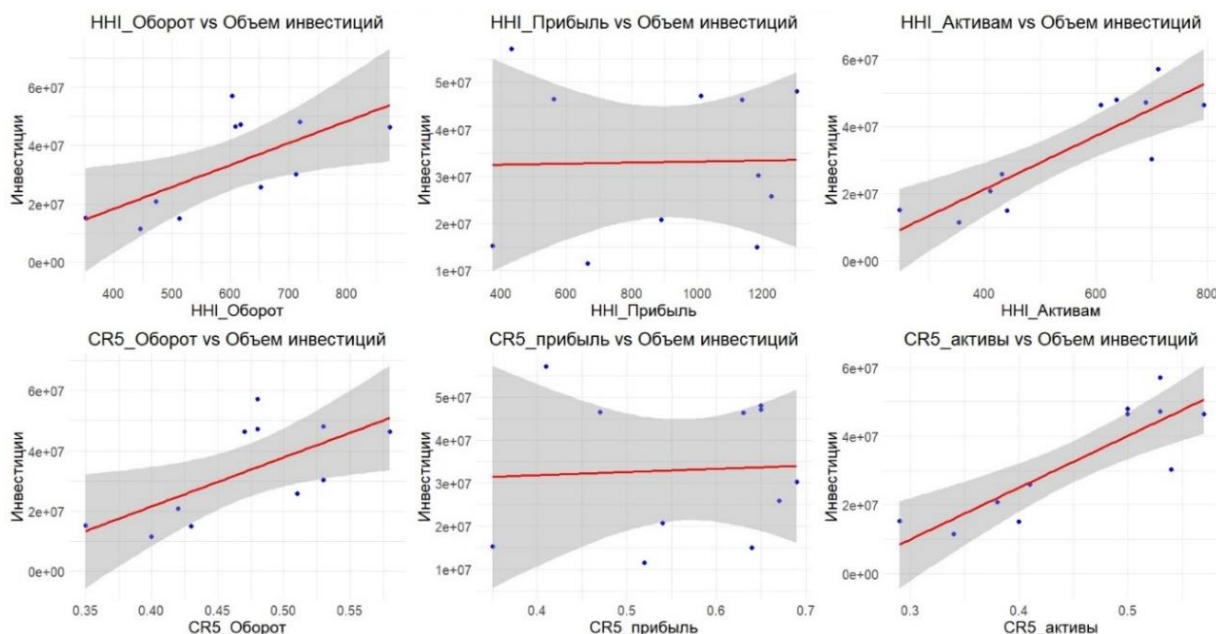 HHI_Оборот vs Объем инвестиций
Инвестиции
6e+07
4e+07
2e+07
0e+00
400 500 600 700 800
HHI_Оборот
HHI_Прибыль vs Объем инвестиций
Инвестиции
5e+07
4e+07
3e+07
2e+07
1e+07
400 600 800 1000 1200
HHI_Прибыль
HHI_Активам vs Объем инвестиций
Инвестиции
6e+07
4e+07
2e+07
0e+00
400 600 800
HHI_Активам
CR5_Оборот vs Объем инвестиций
Инвестиции
6e+07
4e+07
2e+07
0e+00
0.35 0.40 0.45 0.50 0.55
CR5_Оборот
CR5_прибыль vs Объем инвестиций
Инвестиции
5e+07
4e+07
3e+07
2e+07
1e+07
0.4 0.5 0.6 0.7
CR5_прибыль
CR5_активы vs Объем инвестиций
Инвестиции
6e+07
4e+07
2e+07
0e+00
0.3 0.4 0.5
CR5_активы